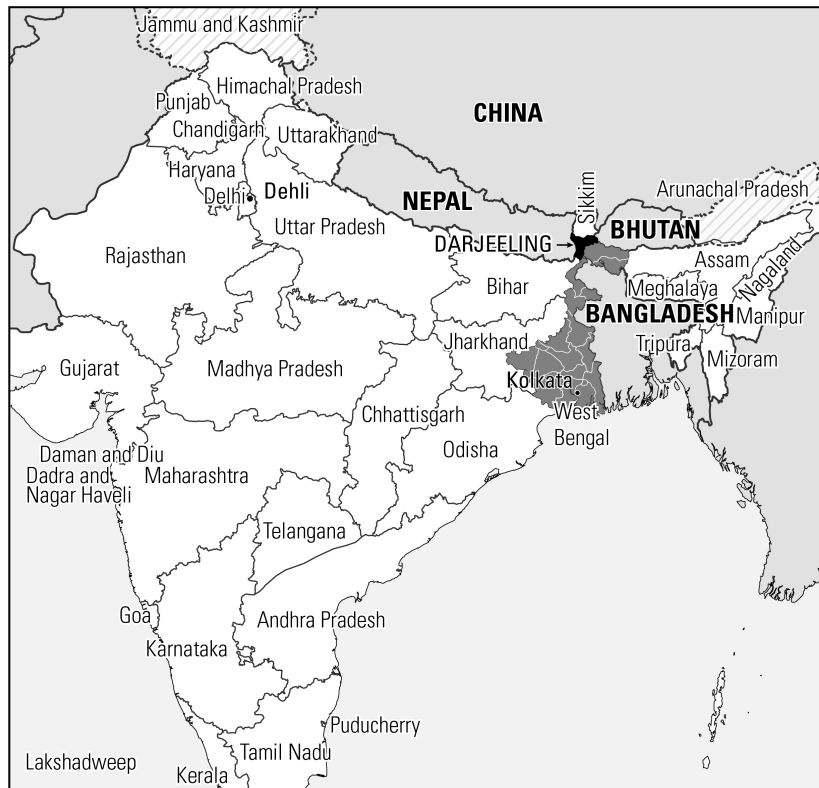 Jammu and Kashmir
Himachal Pradesh
Punjab
CHINA
Chandigarh
Uttarakhand
Haryana
Delhi
Dehli
NEPAL
Sikkim
Arunachal Pradesh
Uttar Pradesh
BHUTAN
DARJEELING
Rajasthan
Assam
Nagaland
Bihar
Meghalaya
BANGLADESH
Manipur
Jharkhand
Tripura
Gujarat
Madhya Pradesh
Mizoram
Kolkata
Chhattisgarh
West
Bengal
Odisha
Daman and Diu
Dadra and
Nagar Haveli
Maharashtra
Telangana
Goa
Andhra Pradesh
Karnataka
Puducherry
Tamil Nadu
Lakshadweep
Kerala